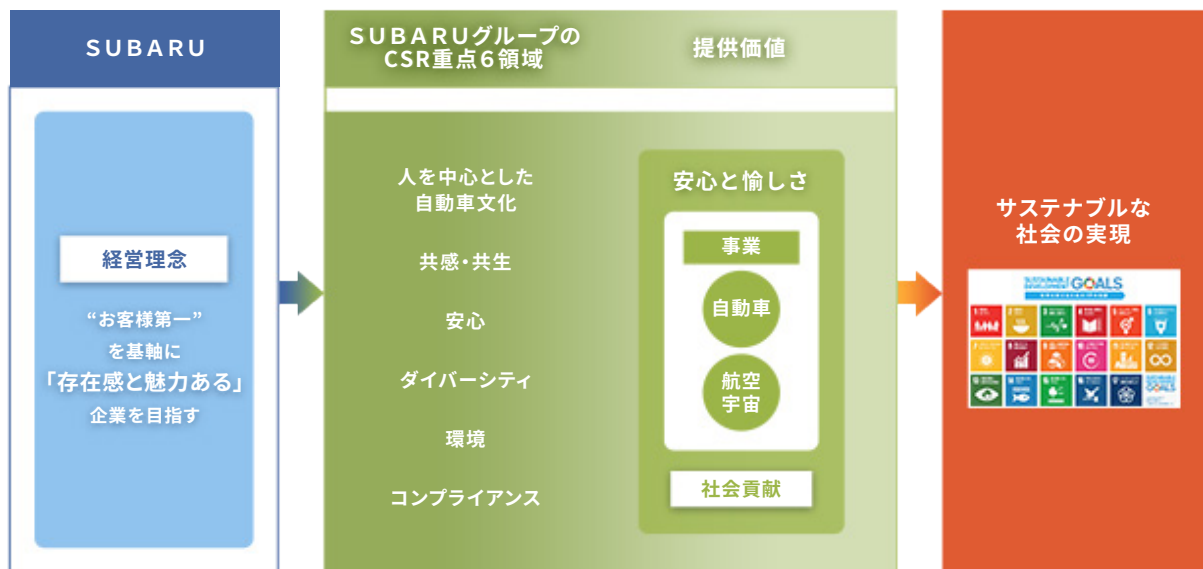 SUBARU
経営理念
“お客様第一”
を基軸に
「存在感と魅力ある」
企業を目指す
SUBARUグループの
CSR重点6領域
提供価値
人を中心とした
自動車文化
共感・共生
安心
ダイバーシティ
環境
コンプライアンス
安心と愉しさ
事業
自動車
航空
宇宙
社会貢献
サステナブルな
社会の実現
SUSTAINABLE
DEVELOPMENT GOALS